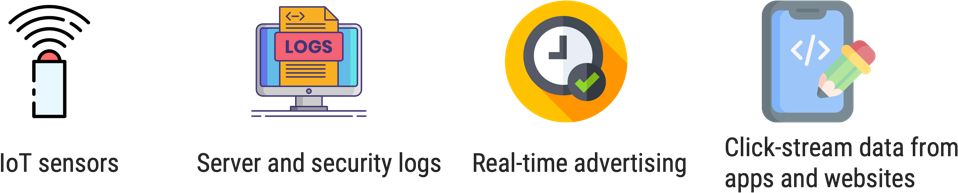 LOGS
IoT sensors
Server and security logs
Real-time advertising
Click-stream data from
apps and websites